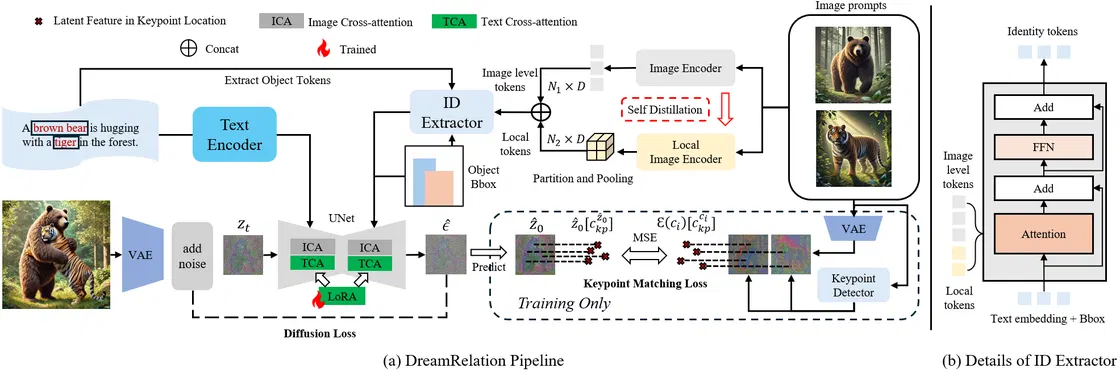 Latent Feature in Keypoint Location
ICA
Image Cross-attention
TCA
Text Cross-attention
Concat
Trained
Image prompts
Extract Object Tokens
Image level
tokens
N₁ × D
Image Encoder
ID
Extractor
Self Distillation
A brown bear is hugging
with a tiger in the forest.
Text
Encoder
Local
tokens
N₂ × D
Local
Image Encoder
Partition and Pooling
Object
Bbox
VAE
add
noise
Z_t
UNet
ICA
TCA
ICA
TCA
LoRA
ϵ̂
Diffusion Loss
Predict
ẑ₀
ẑ₀[c_kp^ẑ₀]
ℰ(c_i)[c_kp^c_i]
MSE
VAE
Keypoint Matching Loss
Keypoint
Detector
Training Only
(a) DreamRelation Pipeline
Identity tokens
Add
FFN
Add
Attention
Image
level
tokens
Local
tokens
Text embedding + Bbox
(b) Details of ID Extractor